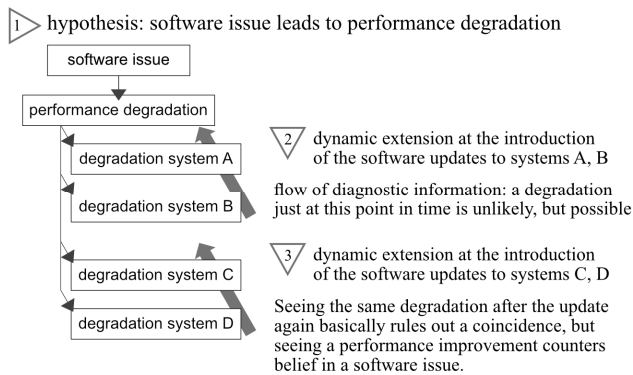 1 hypothesis: software issue leads to performance degradation
software issue
performance degradation
degradation system A
degradation system B
2 dynamic extension at the introduction
of the software updates to systems A, B
flow of diagnostic information: a degradation
just at this point in time is unlikely, but possible
degradation system C
degradation system D
3 dynamic extension at the introduction
of the software updates to systems C, D
Seeing the same degradation after the update
again basically rules out a coincidence, but
seeing a performance improvement counters
belief in a software issue.